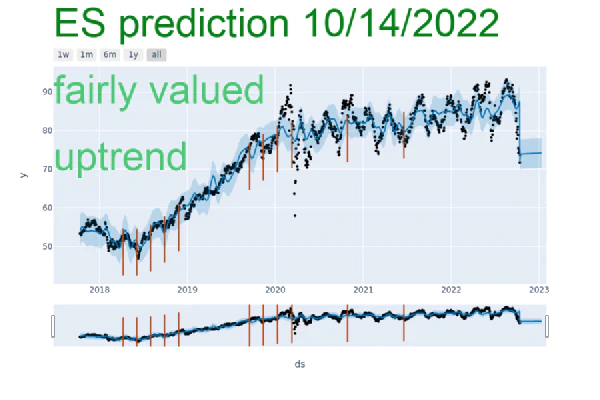 ES prediction 10/14/2022
1w 1m 6m 1y all
fairly valued
uptrend
90
80
70
60
50
y
2018 2019 2020 2021 2022 2023
ds